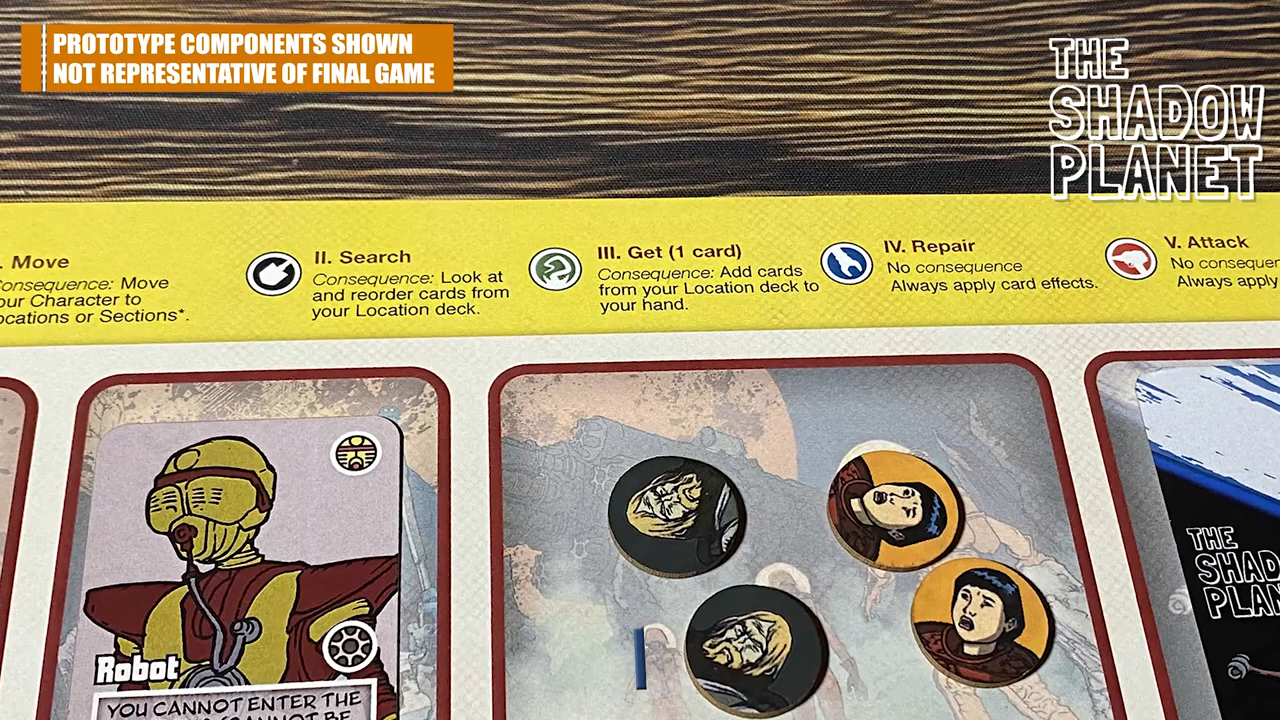 PROTOTYPE COMPONENTS SHOWN
NOT REPRESENTATIVE OF FINAL GAME
THE
SHADOW
PLANET
. Move
onsequence: Move
our Character to
ocations or Sections*.
II. Search
Consequence: Look at
and reorder cards from
your Location deck.
III. Get (1 card)
Consequence: Add cards
from your Location deck to
your hand.
IV. Repair
No consequence
Always apply card effects.
V. Attack
No consequen
Always apply
Robot
YOU CANNOT ENTER THE
THE
SHAD
PLAN